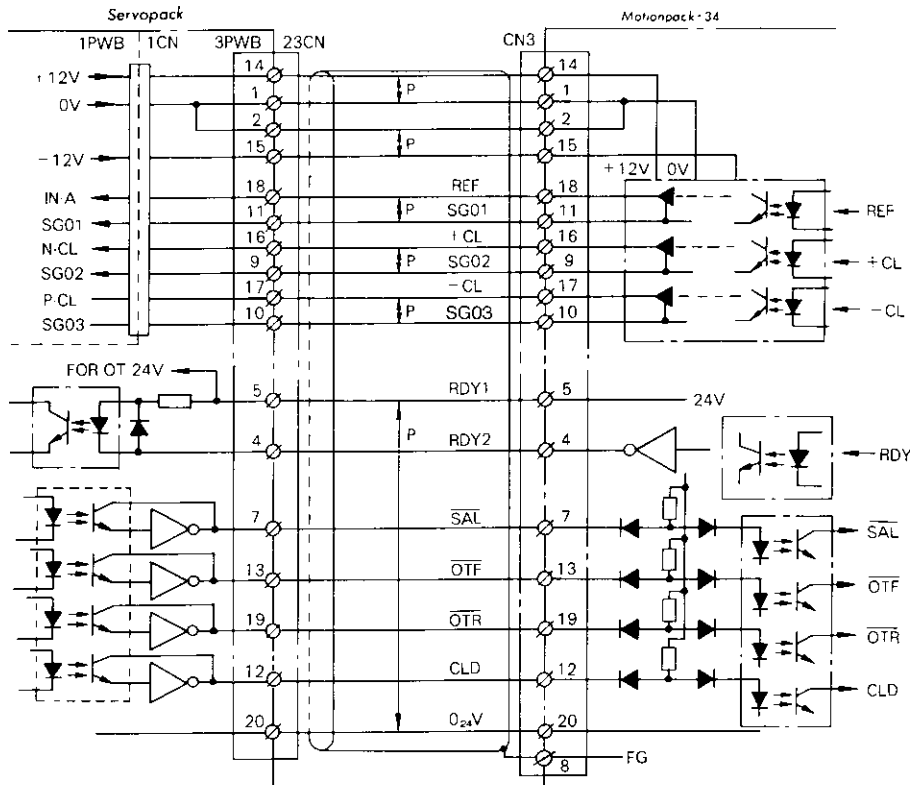 Servopack Motionpack-34
1PWB 1CN 3PWB 23CN CN3
+12V 14 14
0V 1 P 1
2 2
-12V 15 P 15
+12V 0V
IN·A 18 REF 18 REF
SG01 11 P SG01 11
N·CL 16 +CL 16
SG02 9 P SG02 9 +CL
P·CL 17 -CL 17
SG03 10 P SG03 10 -CL
FOR OT 24V
5 RDY1 5 24V
4 P RDY2 4 RDY
7 SAL 7 SAL
13 OTF 13 OTF
19 OTR 19 OTR
12 CLD 12 CLD
20 0₂₄V 20
8 FG